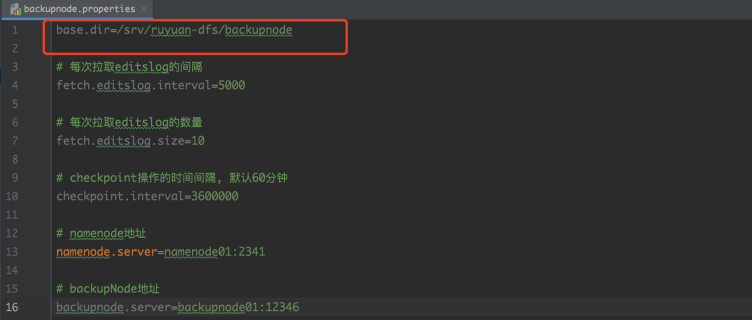 backupnode.properties
1 base.dir=/srv/ruyuan-dfs/backupnode
2
3 # 每次拉取editslog的间隔
4 fetch.editslog.interval=5000
5
6 # 每次拉取editslog的数量
7 fetch.editslog.size=10
8
9 # checkpoint操作的时间间隔, 默认60分钟
10 checkpoint.interval=3600000
11
12 # namenode地址
13 namenode.server=namenode01:2341
14
15 # backupNode地址
16 backupnode.server=backupnode01:12346